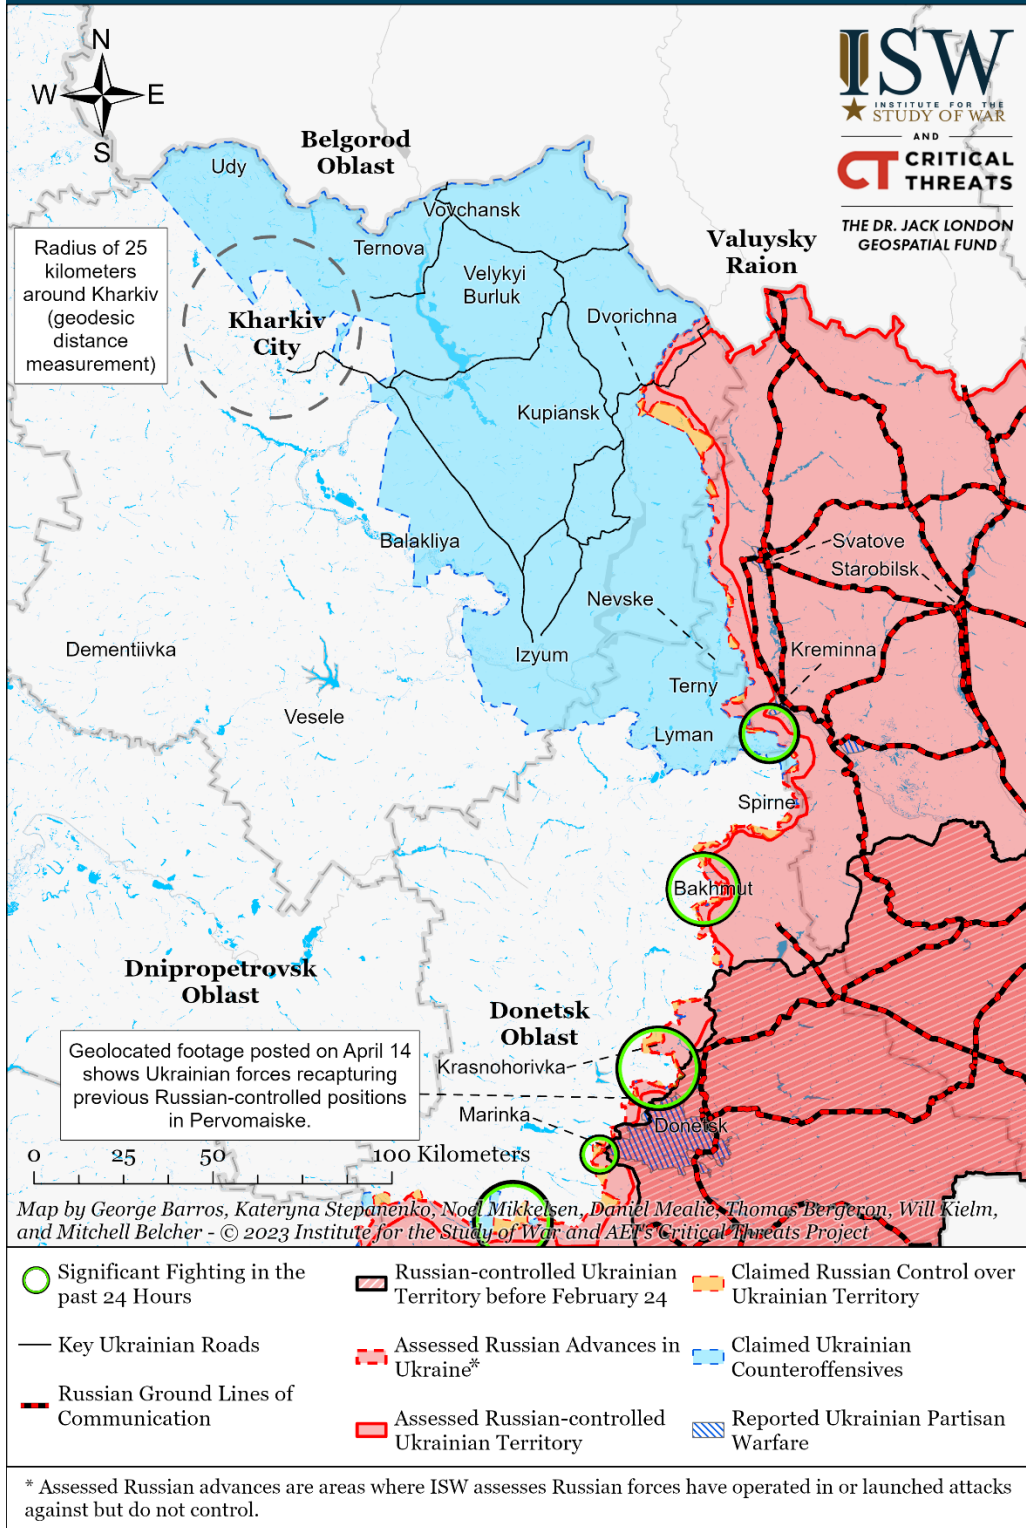 N
W
E
S
ISW
INSTITUTE FOR THE
STUDY OF WAR
AND
CT CRITICAL
THREATS
THE DR. JACK LONDON
GEOSPATIAL FUND
Belgorod
Oblast
Udy
Vovchansk
Ternova
Valuysky
Raion
Radius of 25
kilometers
around Kharkiv
(geodesic
distance
measurement)
Velykyi
Burluk
Kharkiv
City
Dvorichna
Kupiansk
Balakliya
Svatove
Starobilsk
Nevske
Dementiivka
Izyum
Kreminna
Terny
Vesele
Lyman
Spirne
Bakhmut
Dnipropetrovsk
Oblast
Donetsk
Oblast
Geolocated footage posted on April 14
shows Ukrainian forces recapturing
previous Russian-controlled positions
in Pervomaiske.
Krasnohorivka
Marinka
Donetsk
0 25 50 100 Kilometers
Map by George Barros, Kateryna Stepanenko, Noel Mikkelsen, Daniel Mealie, Thomas Bergeron, Will Kielm,
and Mitchell Belcher - © 2023 Institute for the Study of War and AEI's Critical Threats Project
Significant Fighting in the
past 24 Hours
Key Ukrainian Roads
Russian Ground Lines of
Communication
Russian-controlled Ukrainian
Territory before February 24
Assessed Russian Advances in
Ukraine*
Assessed Russian-controlled
Ukrainian Territory
Claimed Russian Control over
Ukrainian Territory
Claimed Ukrainian
Counteroffensives
Reported Ukrainian Partisan
Warfare
* Assessed Russian advances are areas where ISW assesses Russian forces have operated in or launched attacks
against but do not control.